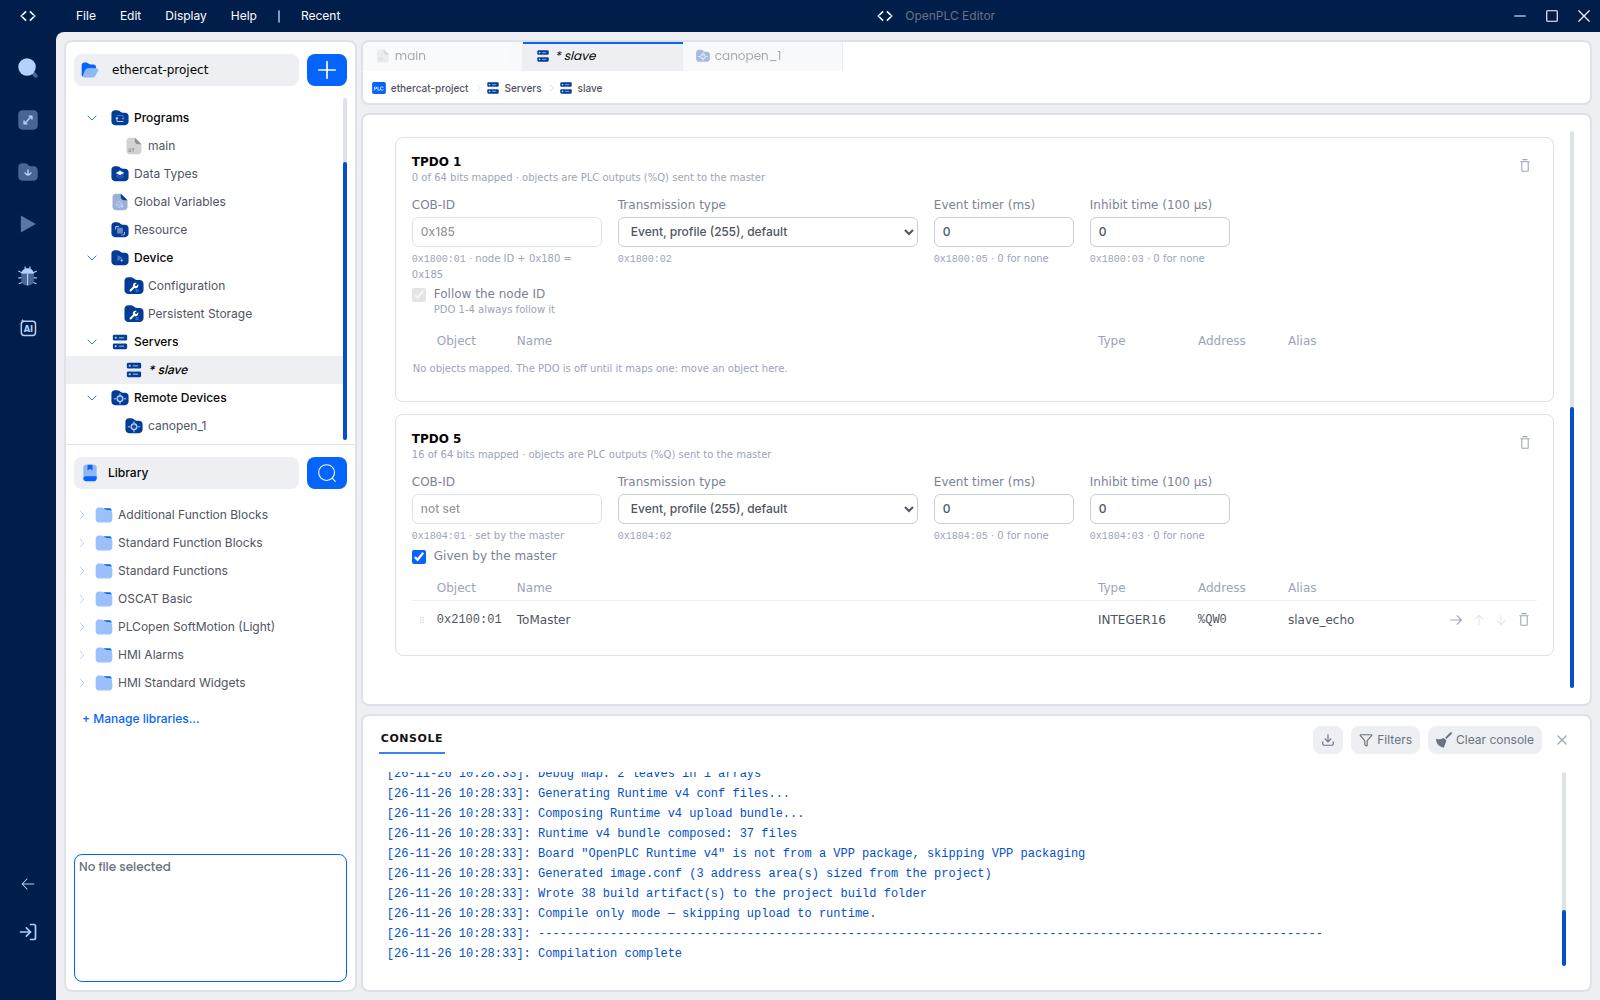 File Edit Display Help | Recent
OpenPLC Editor
ethercat-project
Programs
main
Data Types
Global Variables
Resource
Device
Configuration
Persistent Storage
Servers
* slave
Remote Devices
canopen_1
Library
Additional Function Blocks
Standard Function Blocks
Standard Functions
OSCAT Basic
PLCopen SoftMotion (Light)
HMI Alarms
HMI Standard Widgets
+ Manage libraries...
No file selected
AI
main * slave canopen_1
PLC ethercat-project Servers slave
TPDO 1
0 of 64 bits mapped · objects are PLC outputs (%Q) sent to the master
COB-ID Transmission type Event timer (ms) Inhibit time (100 µs)
0x185 Event, profile (255), default 0 0
0x1800:01 · node ID + 0x180 = 0x1800:02 0x1800:05 · 0 for none 0x1800:03 · 0 for none
0x185
Follow the node ID
PDO 1-4 always follow it
Object Name Type Address Alias
No objects mapped. The PDO is off until it maps one: move an object here.
TPDO 5
16 of 64 bits mapped · objects are PLC outputs (%Q) sent to the master
COB-ID Transmission type Event timer (ms) Inhibit time (100 µs)
not set Event, profile (255), default 0 0
0x1804:01 · set by the master 0x1804:02 0x1804:05 · 0 for none 0x1804:03 · 0 for none
Given by the master
Object Name Type Address Alias
0x2100:01 ToMaster INTEGER16 %QW0 slave_echo
CONSOLE
Filters Clear console
[26-11-26 10:28:33]: Debug map: 2 leaves in 1 arrays
[26-11-26 10:28:33]: Generating Runtime v4 conf files...
[26-11-26 10:28:33]: Composing Runtime v4 upload bundle...
[26-11-26 10:28:33]: Runtime v4 bundle composed: 37 files
[26-11-26 10:28:33]: Board "OpenPLC Runtime v4" is not from a VPP package, skipping VPP packaging
[26-11-26 10:28:33]: Generated image.conf (3 address area(s) sized from the project)
[26-11-26 10:28:33]: Wrote 38 build artifact(s) to the project build folder
[26-11-26 10:28:33]: Compile only mode — skipping upload to runtime.
[26-11-26 10:28:33]: -------------------------------------------------------------------------------------------------------------
[26-11-26 10:28:33]: Compilation complete